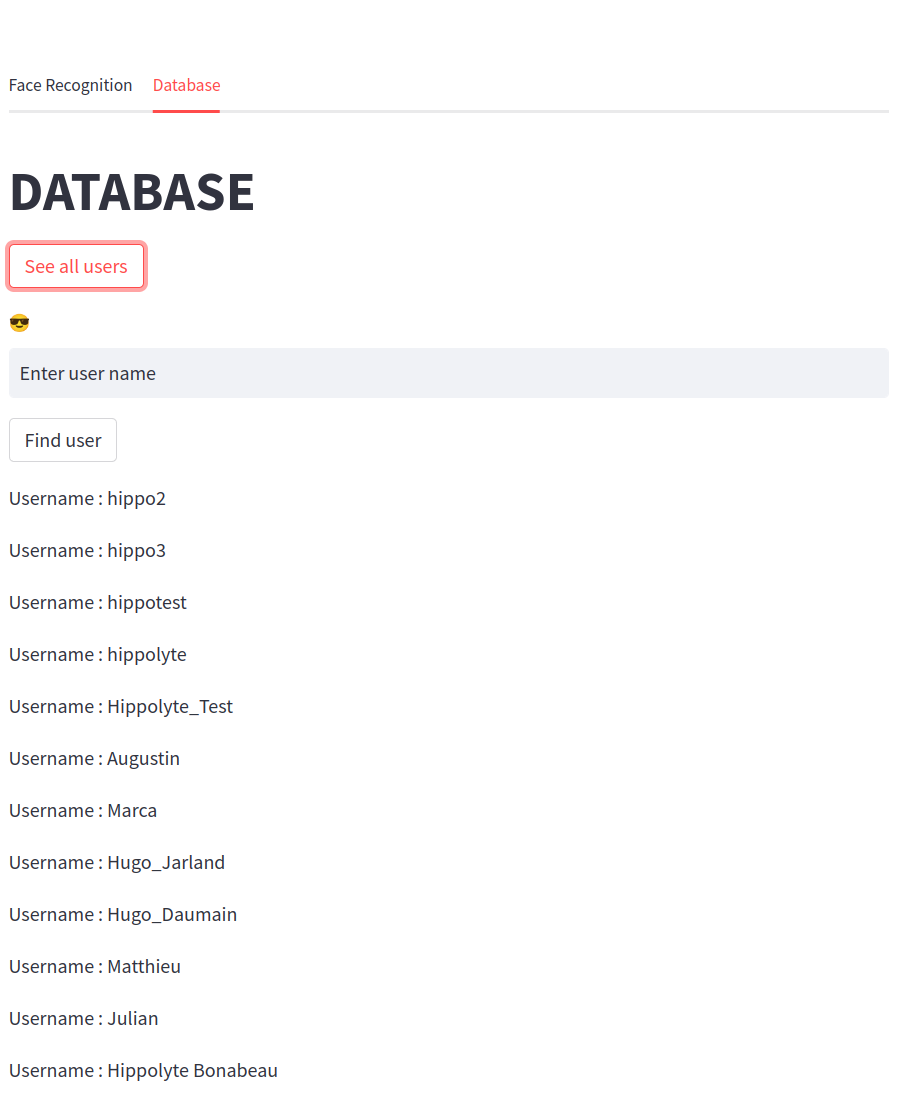 Face Recognition Database
DATABASE
See all users
Enter user name
Find user
Username : hippo2
Username : hippo3
Username : hippotest
Username : hippolyte
Username : Hippolyte_Test
Username : Augustin
Username : Marca
Username : Hugo_Jarland
Username : Hugo_Daumain
Username : Matthieu
Username : Julian
Username : Hippolyte Bonabeau